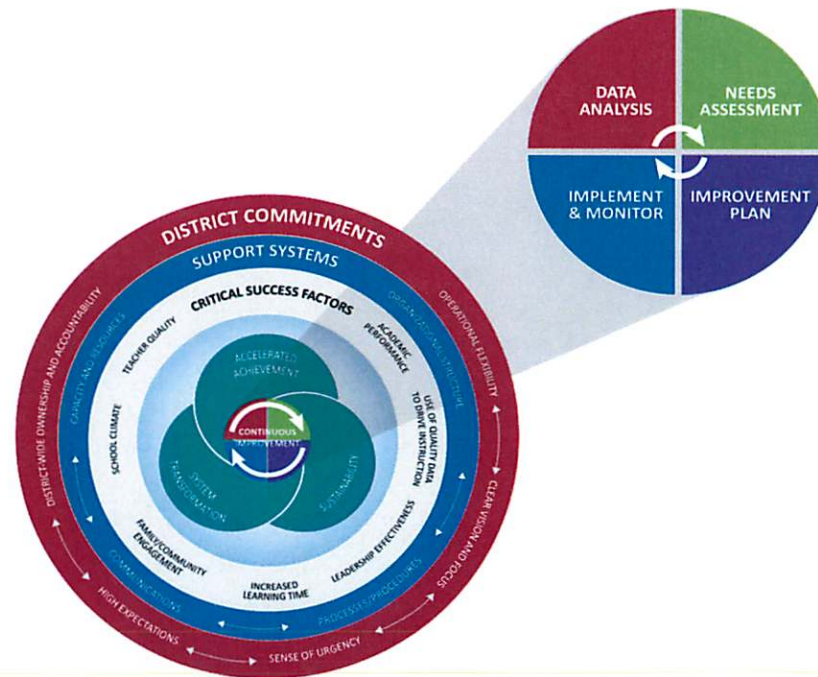 DATA
ANALYSIS
NEEDS
ASSESSMENT
IMPLEMENT
& MONITOR
IMPROVEMENT
PLAN
DISTRICT COMMITMENTS
SUPPORT SYSTEMS
CRITICAL SUCCESS FACTORS
DISTRICT-WIDE OWNERSHIP AND ACCOUNTABILITY
OPERATIONAL FLEXIBILITY
CLEAR VISION AND FOCUS
SENSE OF URGENCY
HIGH EXPECTATIONS
CAPACITY AND RESOURCES
ORGANIZATIONAL STRUCTURE
PROCESSES/PROCEDURES
COMMUNICATIONS
TEACHER QUALITY
ACADEMIC
PERFORMANCE
USE OF QUALITY DATA
TO DRIVE INSTRUCTION
LEADERSHIP EFFECTIVENESS
INCREASED
LEARNING TIME
FAMILY/COMMUNITY
ENGAGEMENT
SCHOOL CLIMATE
ACCELERATED
ACHIEVEMENT
SUSTAINABILITY
SYSTEM
TRANSFORMATION
CONTINUOUS
IMPROVEMENT